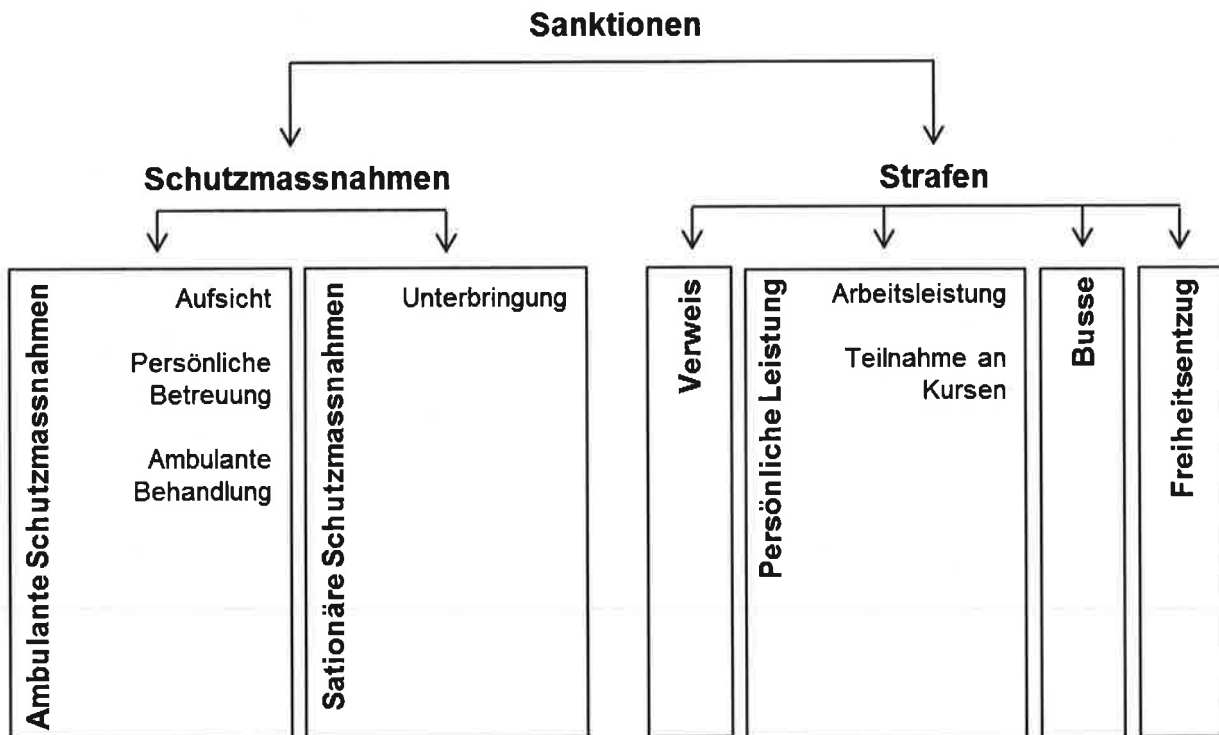 Sanktionen
Schutzmassnahmen
Strafen
Ambulante Schutzmassnahmen
Aufsicht
Persönliche
Betreuung
Ambulante
Behandlung
Sationäre Schutzmassnahmen
Unterbringung
Verweis
Persönliche Leistung
Arbeitsleistung
Teilnahme an
Kursen
Busse
Freiheitsentzug